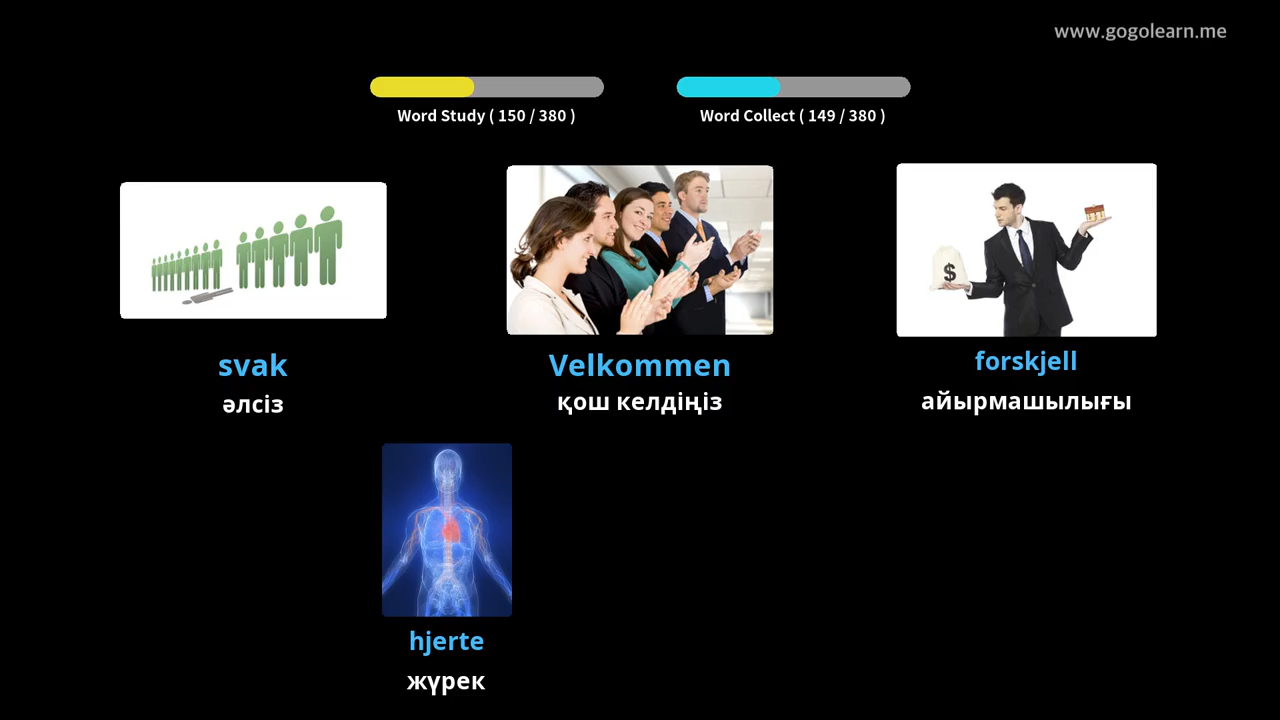 www.gogolearn.me
Word Study ( 150 / 380 )
Word Collect ( 149 / 380 )
$
svak
әлсіз
Velkommen
қош келдіңіз
forskjell
айырмашылығы
hjerte
жүрек